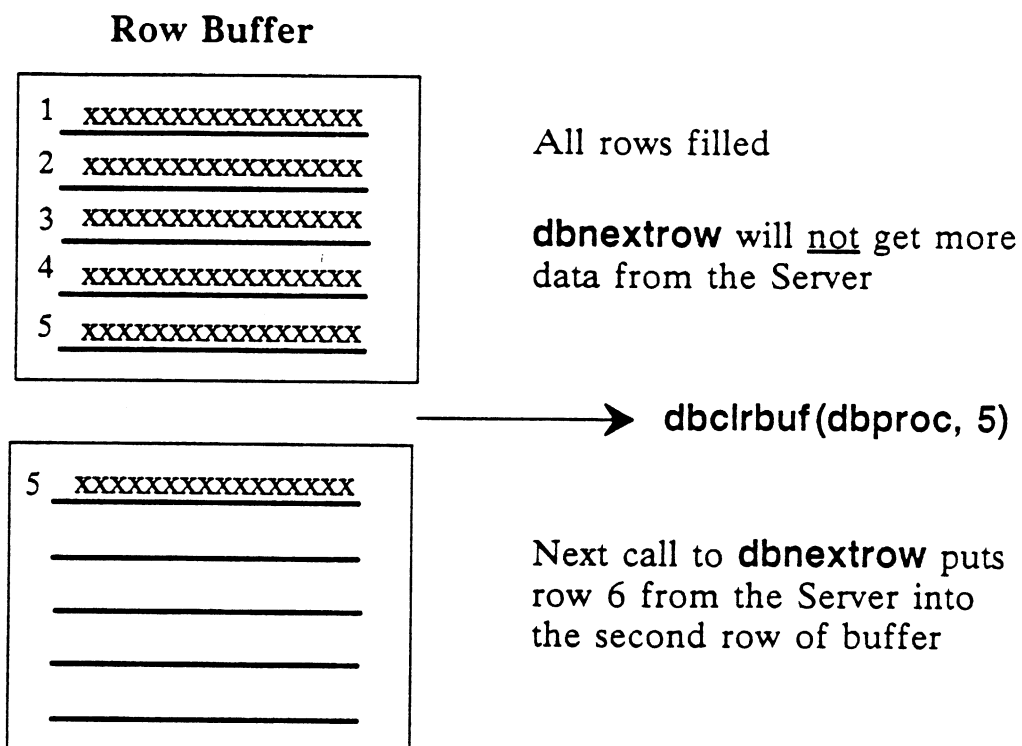 Row Buffer
1 xxxxxxxxxxxxxxxx
2 xxxxxxxxxxxxxxxx
3 xxxxxxxxxxxxxxxx
4 xxxxxxxxxxxxxxxx
5 xxxxxxxxxxxxxxxx
All rows filled
dbnextrow will not get more
data from the Server
dbclrbuf(dbproc, 5)
5 xxxxxxxxxxxxxxxx
Next call to dbnextrow puts
row 6 from the Server into
the second row of buffer